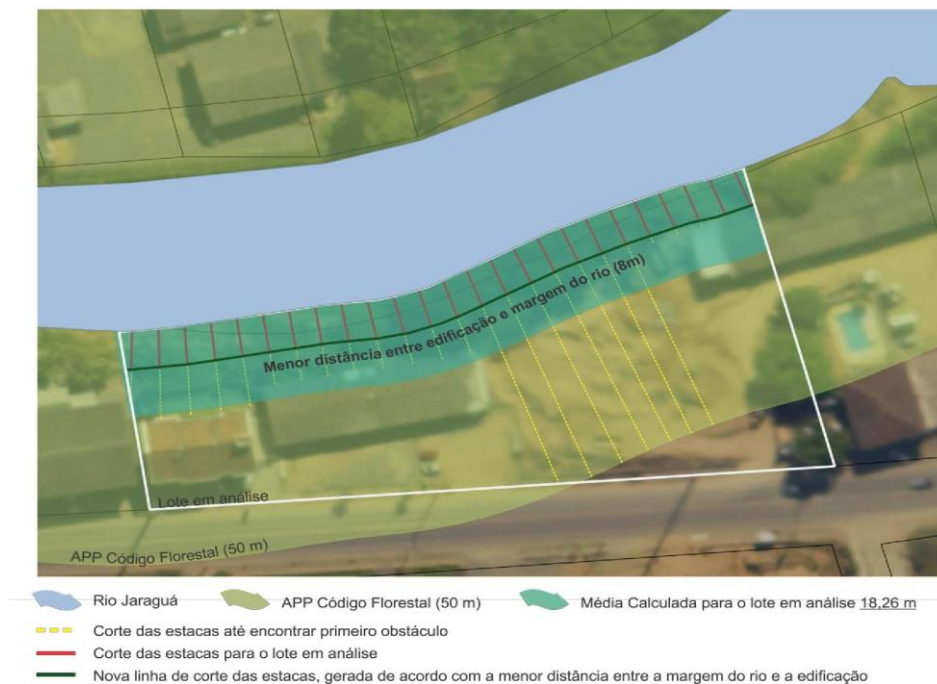 Menor distância entre edificação e margem do rio (8m)
Lote em análise
APP Código Florestal (50 m)
Rio Jaraguá
APP Código Florestal (50 m)
Média Calculada para o lote em análise 18,26 m
Corte das estacas até encontrar primeiro obstáculo
Corte das estacas para o lote em análise
Nova linha de corte das estacas, gerada de acordo com a menor distância entre a margem do rio e a edificação